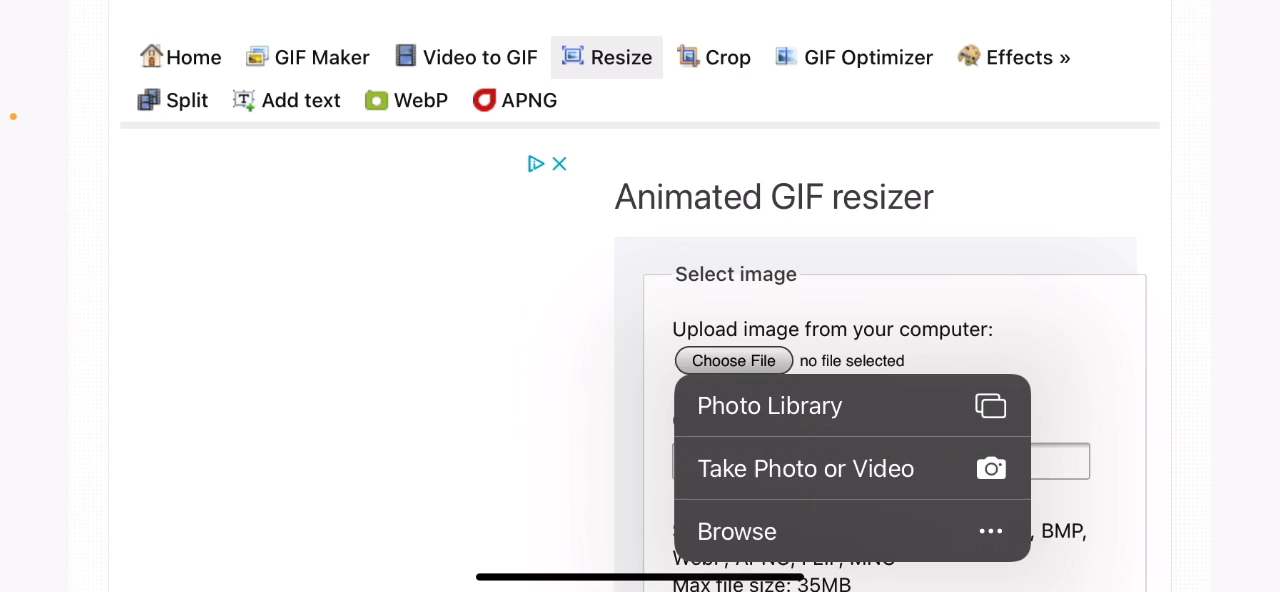 Home GIF Maker Video to GIF Resize Crop GIF Optimizer Effects »
Split Add text WebP APNG
Animated GIF resizer
Select image
Upload image from your computer:
Choose File no file selected
Photo Library
Take Photo or Video
Browse
, BMP,
Max file size: 35MB